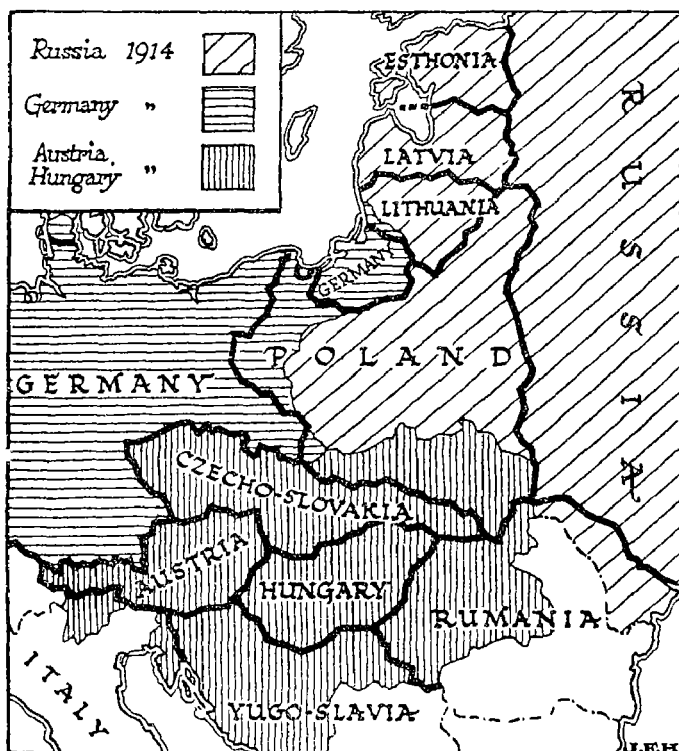 Russia 1914
Germany "
Austria
Hungary "
ESTHONIA
LATVIA
LITHUANIA
GERMANY
RUSSIA
POLAND
GERMANY
CZECHO-SLOVAKIA
AUSTRIA
HUNGARY
RUMANIA
ITALY
YUGO-SLAVIA